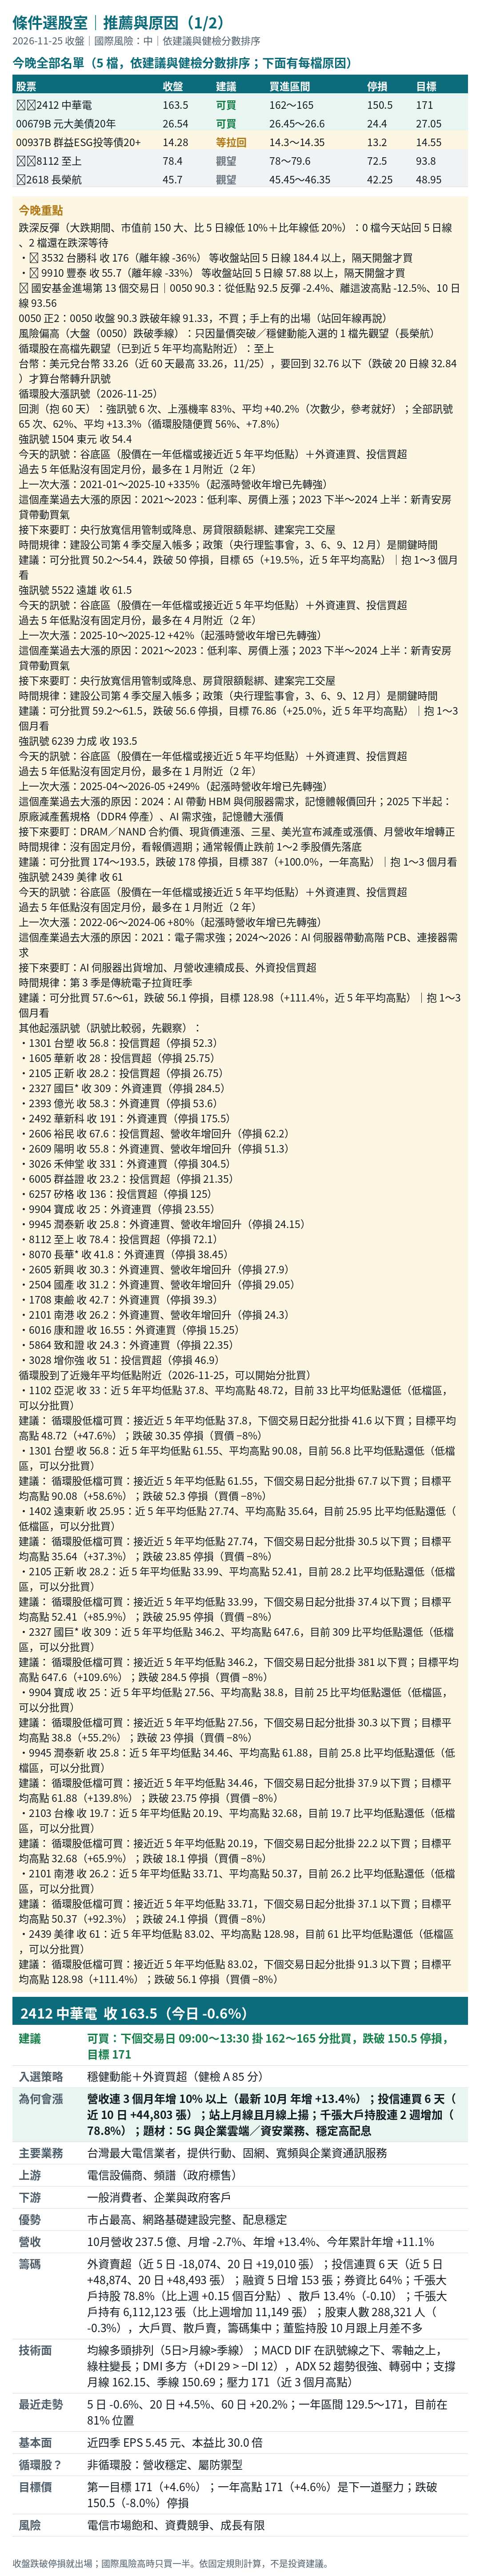 條件選股室｜推薦與原因（1/2）
2026-11-25 收盤｜國際風險：中｜依建議與健檢分數排序
今晚全部名單（5 檔，依建議與健檢分數排序；下面有每檔原因）
股票 收盤 建議 買進區間 停損 目標
2412 中華電 163.5 可買 162～165 150.5 171
00679B 元大美債20年 26.54 可買 26.45～26.6 24.4 27.05
00937B 群益ESG投等債20+ 14.28 等拉回 14.3～14.35 13.2 14.55
8112 至上 78.4 觀望 78～79.6 72.5 93.8
2618 長榮航 45.7 觀望 45.45～46.35 42.25 48.95
今晚重點
跌深反彈（大跌期間、市值前 150 大、比 5 日線低 10%＋比年線低 20%）：0 檔今天站回 5 日線
、2 檔還在跌深等待
・ 3532 台勝科 收 176（離年線 -36%） 等收盤站回 5 日線 184.4 以上，隔天開盤才買
・ 9910 豐泰 收 55.7（離年線 -33%） 等收盤站回 5 日線 57.88 以上，隔天開盤才買
國安基金進場第 13 個交易日｜0050 90.3：從低點 92.5 反彈 -2.4%、離這波高點 -12.5%、10 日
線 93.56
0050 正2：0050 收盤 90.3 跌破年線 91.33，不買；手上有的出場（站回年線再說）
風險偏高（大盤（0050）跌破季線）：只因量價突破／穩健動能入選的 1 檔先觀望（長榮航）
循環股在高檔先觀望（已到近 5 年平均高點附近）：至上
台幣：美元兌台幣 33.26（近 60 天最高 33.26，11/25），要回到 32.76 以下（跌破 20 日線 32.84
）才算台幣轉升訊號
循環股大漲訊號（2026-11-25）
回測（抱 60 天）：強訊號 6 次、上漲機率 83%、平均 +40.2%（次數少，參考就好）；全部訊號
65 次、62%、平均 +13.3%（循環股隨便買 56%、+7.8%）
強訊號 1504 東元 收 54.4
今天的訊號：谷底區（股價在一年低檔或接近近 5 年平均低點）＋外資連買、投信買超
過去 5 年低點沒有固定月份，最多在 1 月附近（2 年）
上一次大漲：2021-01～2025-10 +335%（起漲時營收年增已先轉強）
這個產業過去大漲的原因：2021～2023：低利率、房價上漲；2023 下半～2024 上半：新青安房
貸帶動買氣
接下來要盯：央行放寬信用管制或降息、房貸限額鬆綁、建案完工交屋
時間規律：建設公司第 4 季交屋入帳多；政策（央行理監事會，3、6、9、12 月）是關鍵時間
建議：可分批買 50.2～54.4，跌破 50 停損，目標 65（+19.5%，近 5 年平均高點）｜抱 1～3 個月
看
強訊號 5522 遠雄 收 61.5
今天的訊號：谷底區（股價在一年低檔或接近近 5 年平均低點）＋外資連買、投信買超
過去 5 年低點沒有固定月份，最多在 4 月附近（2 年）
上一次大漲：2025-10～2025-12 +42%（起漲時營收年增已先轉強）
這個產業過去大漲的原因：2021～2023：低利率、房價上漲；2023 下半～2024 上半：新青安房
貸帶動買氣
接下來要盯：央行放寬信用管制或降息、房貸限額鬆綁、建案完工交屋
時間規律：建設公司第 4 季交屋入帳多；政策（央行理監事會，3、6、9、12 月）是關鍵時間
建議：可分批買 59.2～61.5，跌破 56.6 停損，目標 76.86（+25.0%，近 5 年平均高點）｜抱 1～3
個月看
強訊號 6239 力成 收 193.5
今天的訊號：谷底區（股價在一年低檔或接近近 5 年平均低點）＋外資連買、投信買超
過去 5 年低點沒有固定月份，最多在 1 月附近（2 年）
上一次大漲：2025-04～2026-05 +249%（起漲時營收年增已先轉強）
這個產業過去大漲的原因：2024：AI 帶動 HBM 與伺服器需求，記憶體報價回升；2025 下半起：
原廠減產舊規格（DDR4 停產）、AI 需求強，記憶體大漲價
接下來要盯：DRAM／NAND 合約價、現貨價連漲、三星、美光宣布減產或漲價、月營收年增轉正
時間規律：沒有固定月份，看報價週期；通常報價止跌前 1～2 季股價先落底
建議：可分批買 174～193.5，跌破 178 停損，目標 387（+100.0%，一年高點）｜抱 1～3 個月看
強訊號 2439 美律 收 61
今天的訊號：谷底區（股價在一年低檔或接近近 5 年平均低點）＋外資連買、投信買超
過去 5 年低點沒有固定月份，最多在 1 月附近（2 年）
上一次大漲：2022-06～2024-06 +80%（起漲時營收年增已先轉強）
這個產業過去大漲的原因：2021：電子需求強；2024～2026：AI 伺服器帶動高階 PCB、連接器需
求
接下來要盯：AI 伺服器出貨增加、月營收連續成長、外資投信買超
時間規律：第 3 季是傳統電子拉貨旺季
建議：可分批買 57.6～61，跌破 56.1 停損，目標 128.98（+111.4%，近 5 年平均高點）｜抱 1～3
個月看
其他起漲訊號（訊號比較弱，先觀察）：
・1301 台塑 收 56.8：投信買超（停損 52.3）
・1605 華新 收 28：投信買超（停損 25.75）
・2105 正新 收 28.2：投信買超（停損 26.75）
・2327 國巨* 收 309：外資連買（停損 284.5）
・2393 億光 收 58.3：外資連買（停損 53.6）
・2492 華新科 收 191：外資連買（停損 175.5）
・2606 裕民 收 67.6：投信買超、營收年增回升（停損 62.2）
・2609 陽明 收 55.8：外資連買、營收年增回升（停損 51.3）
・3026 禾伸堂 收 331：外資連買（停損 304.5）
・6005 群益證 收 23.2：投信買超（停損 21.35）
・6257 矽格 收 136：投信買超（停損 125）
・9904 寶成 收 25：外資連買（停損 23.55）
・9945 潤泰新 收 25.8：外資連買、營收年增回升（停損 24.15）
・8112 至上 收 78.4：投信買超（停損 72.1）
・8070 長華* 收 41.8：外資連買（停損 38.45）
・2605 新興 收 30.3：外資連買、營收年增回升（停損 27.9）
・2504 國產 收 31.2：外資連買、營收年增回升（停損 29.05）
・1708 東鹼 收 42.7：外資連買（停損 39.3）
・2101 南港 收 26.2：外資連買、營收年增回升（停損 24.3）
・6016 康和證 收 16.55：外資連買（停損 15.25）
・5864 致和證 收 24.3：外資連買（停損 22.35）
・3028 增你強 收 51：投信買超（停損 46.9）
循環股到了近幾年平均低點附近（2026-11-25，可以開始分批買）
・1102 亞泥 收 33：近 5 年平均低點 37.8、平均高點 48.72，目前 33 比平均低點還低（低檔區，
可以分批買）
建議： 循環股低檔可買：接近近 5 年平均低點 37.8，下個交易日起分批掛 41.6 以下買；目標平均
高點 48.72（+47.6%）；跌破 30.35 停損（買價 −8%）
・1301 台塑 收 56.8：近 5 年平均低點 61.55、平均高點 90.08，目前 56.8 比平均低點還低（低檔
區，可以分批買）
建議： 循環股低檔可買：接近近 5 年平均低點 61.55，下個交易日起分批掛 67.7 以下買；目標平
均高點 90.08（+58.6%）；跌破 52.3 停損（買價 −8%）
・1402 遠東新 收 25.95：近 5 年平均低點 27.74、平均高點 35.64，目前 25.95 比平均低點還低（
低檔區，可以分批買）
建議： 循環股低檔可買：接近近 5 年平均低點 27.74，下個交易日起分批掛 30.5 以下買；目標平
均高點 35.64（+37.3%）；跌破 23.85 停損（買價 −8%）
・2105 正新 收 28.2：近 5 年平均低點 33.99、平均高點 52.41，目前 28.2 比平均低點還低（低檔
區，可以分批買）
建議： 循環股低檔可買：接近近 5 年平均低點 33.99，下個交易日起分批掛 37.4 以下買；目標平
均高點 52.41（+85.9%）；跌破 25.95 停損（買價 −8%）
・2327 國巨* 收 309：近 5 年平均低點 346.2、平均高點 647.6，目前 309 比平均低點還低（低檔
區，可以分批買）
建議： 循環股低檔可買：接近近 5 年平均低點 346.2，下個交易日起分批掛 381 以下買；目標平均
高點 647.6（+109.6%）；跌破 284.5 停損（買價 −8%）
・9904 寶成 收 25：近 5 年平均低點 27.56、平均高點 38.8，目前 25 比平均低點還低（低檔區，
可以分批買）
建議： 循環股低檔可買：接近近 5 年平均低點 27.56，下個交易日起分批掛 30.3 以下買；目標平
均高點 38.8（+55.2%）；跌破 23 停損（買價 −8%）
・9945 潤泰新 收 25.8：近 5 年平均低點 34.46、平均高點 61.88，目前 25.8 比平均低點還低（低
檔區，可以分批買）
建議： 循環股低檔可買：接近近 5 年平均低點 34.46，下個交易日起分批掛 37.9 以下買；目標平
均高點 61.88（+139.8%）；跌破 23.75 停損（買價 −8%）
・2103 台橡 收 19.7：近 5 年平均低點 20.19、平均高點 32.68，目前 19.7 比平均低點還低（低檔
區，可以分批買）
建議： 循環股低檔可買：接近近 5 年平均低點 20.19，下個交易日起分批掛 22.2 以下買；目標平
均高點 32.68（+65.9%）；跌破 18.1 停損（買價 −8%）
・2101 南港 收 26.2：近 5 年平均低點 33.71、平均高點 50.37，目前 26.2 比平均低點還低（低檔
區，可以分批買）
建議： 循環股低檔可買：接近近 5 年平均低點 33.71，下個交易日起分批掛 37.1 以下買；目標平
均高點 50.37（+92.3%）；跌破 24.1 停損（買價 −8%）
・2439 美律 收 61：近 5 年平均低點 83.02、平均高點 128.98，目前 61 比平均低點還低（低檔區
，可以分批買）
建議： 循環股低檔可買：接近近 5 年平均低點 83.02，下個交易日起分批掛 91.3 以下買；目標平
均高點 128.98（+111.4%）；跌破 56.1 停損（買價 −8%）
2412 中華電 收 163.5（今日 -0.6%）
建議 可買：下個交易日 09:00～13:30 掛 162～165 分批買，跌破 150.5 停損，
目標 171
入選策略 穩健動能＋外資買超（健檢 A 85 分）
為何會漲 營收連 3 個月年增 10% 以上（最新 10月 年增 +13.4%）；投信連買 6 天（
近 10 日 +44,803 張）；站上月線且月線上揚；千張大戶持股連 2 週增加（
78.8%）；題材：5G 與企業雲端／資安業務、穩定高配息
主要業務 台灣最大電信業者，提供行動、固網、寬頻與企業資通訊服務
上游 電信設備商、頻譜（政府標售）
下游 一般消費者、企業與政府客戶
優勢 市占最高、網路基礎建設完整、配息穩定
營收 10月營收 237.5 億、月增 -2.7%、年增 +13.4%、今年累計年增 +11.1%
籌碼 外資賣超（近 5 日 -18,074、20 日 +19,010 張）；投信連買 6 天（近 5 日
+48,874、20 日 +48,493 張）；融資 5 日增 153 張；券資比 64%；千張大
戶持股 78.8%（比上週 +0.15 個百分點）、散戶 13.4%（-0.10）；千張大
戶持有 6,112,123 張（比上週增加 11,149 張）；股東人數 288,321 人（
-0.3%），大戶買、散戶賣，籌碼集中；董監持股 10 月跟上月差不多
技術面 均線多頭排列（5日>月線>季線）；MACD DIF 在訊號線之下、零軸之上，
綠柱變長；DMI 多方（+DI 29 > −DI 12），ADX 52 趨勢很強、轉弱中；支撐
月線 162.15、季線 150.69；壓力 171（近 3 個月高點）
最近走勢 5 日 -0.6%、20 日 +4.5%、60 日 +20.2%；一年區間 129.5～171，目前在
81% 位置
基本面 近四季 EPS 5.45 元、本益比 30.0 倍
循環股？ 非循環股：營收穩定、屬防禦型
目標價 第一目標 171（+4.6%）；一年高點 171（+4.6%）是下一道壓力；跌破
150.5（-8.0%）停損
風險 電信市場飽和、資費競爭、成長有限
收盤跌破停損就出場；國際風險高時只買一半。依固定規則計算，不是投資建議。